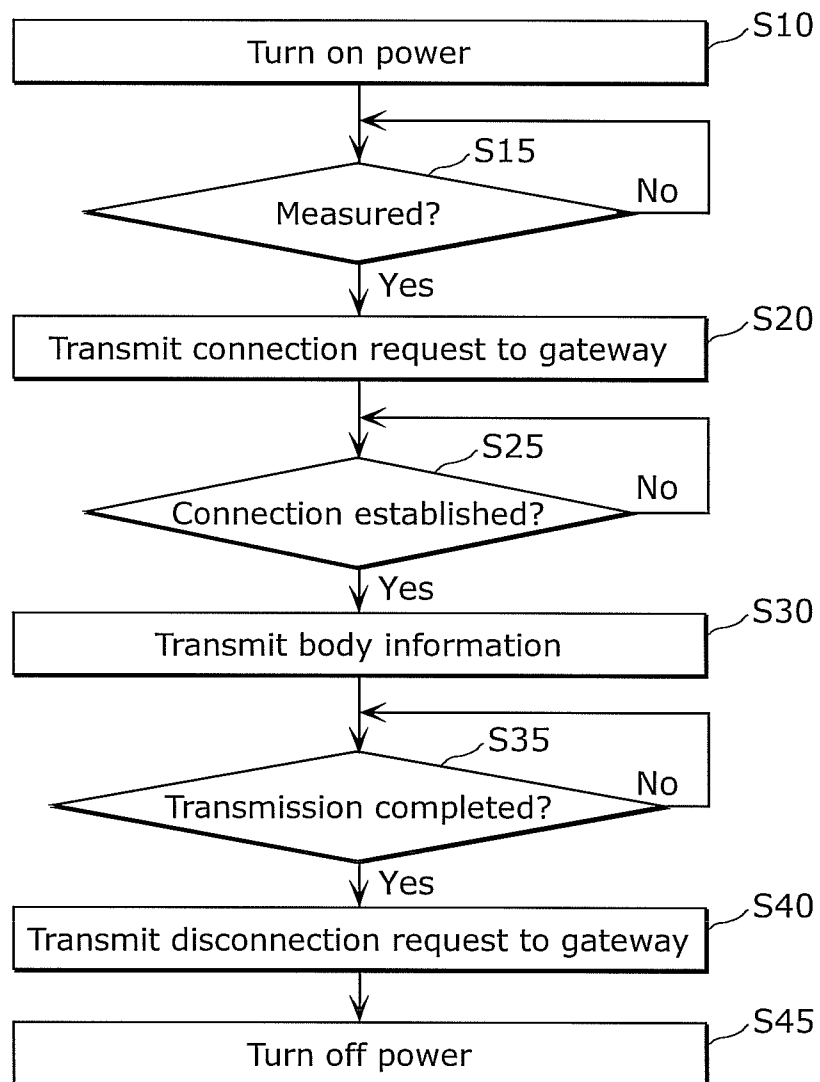 S10
Turn on power
S15
Measured?
No
Yes
S20
Transmit connection request to gateway
S25
Connection established?
No
Yes
S30
Transmit body information
S35
Transmission completed?
No
Yes
S40
Transmit disconnection request to gateway
S45
Turn off power